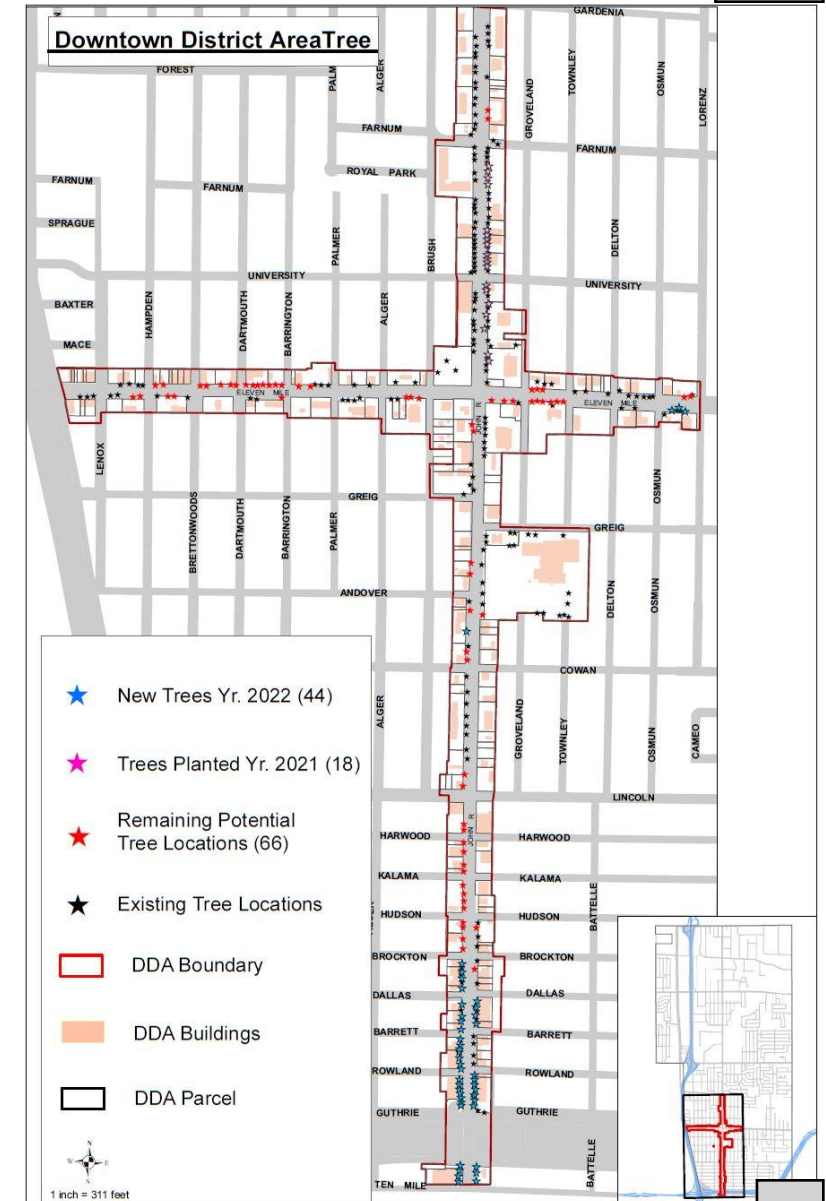 Downtown District AreaTree
GARDENIA
FOREST
PALM
ALGER
GROVELAND
TOWNLEY
OSMUN
LORENZ
FARNUM
FARNUM
ROYAL PARK
FARNUM
FARNUM
SPRAGUE
PALMER
BRUSH
DELTON
UNIVERSITY
UNIVERSITY
BAXTER
HAMPDEN
DARTMOUTH
BARRINGTON
ALGER
MACE
ELEVEN MILE
ELEVEN MILE
JOHN R
LENOX
BRETTONWOODS
DARTMOUTH
BARRINGTON
PALMER
GREIG
OSMUN
GREIG
ANDOVER
DELTON
OSMUN
COWAN
ALGER
GROVELAND
TOWNLEY
OSMUN
CAMEO
LINCOLN
JOHN R
HARWOOD
HARWOOD
KALAMA
KALAMA
HUDSON
HUDSON
BATTELLE
BROCKTON
BROCKTON
DALLAS
DALLAS
BARRETT
BARRETT
ROWLAND
ROWLAND
GUTHRIE
GUTHRIE
BATTELLE
TEN MILE
New Trees Yr. 2022 (44)
Trees Planted Yr. 2021 (18)
Remaining Potential
Tree Locations (66)
Existing Tree Locations
DDA Boundary
DDA Buildings
DDA Parcel
N
W
E
S
1 inch = 311 feet